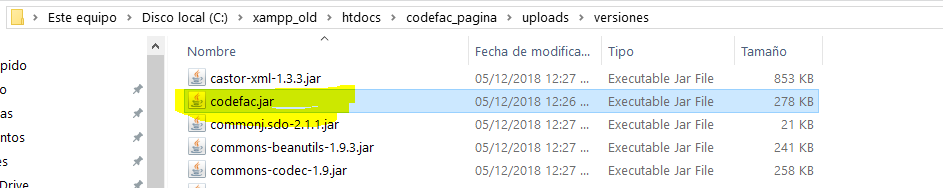 Este equipo > Disco local (C:) > xampp_old > htdocs > codefac_pagina > uploads > versiones
Nombre Fecha de modifica... Tipo Tamaño
pido castor-xml-1.3.3.jar 05/12/2018 12:27 ... Executable Jar File 853 KB
o codefac.jar 05/12/2018 12:26 ... Executable Jar File 278 KB
as commonj.sdo-2.1.1.jar 05/12/2018 12:27 ... Executable Jar File 21 KB
ntos commons-beanutils-1.9.3.jar 05/12/2018 12:27 ... Executable Jar File 241 KB
es commons-codec-1.9.jar 05/12/2018 12:27 ... Executable Jar File 258 KB
Drive